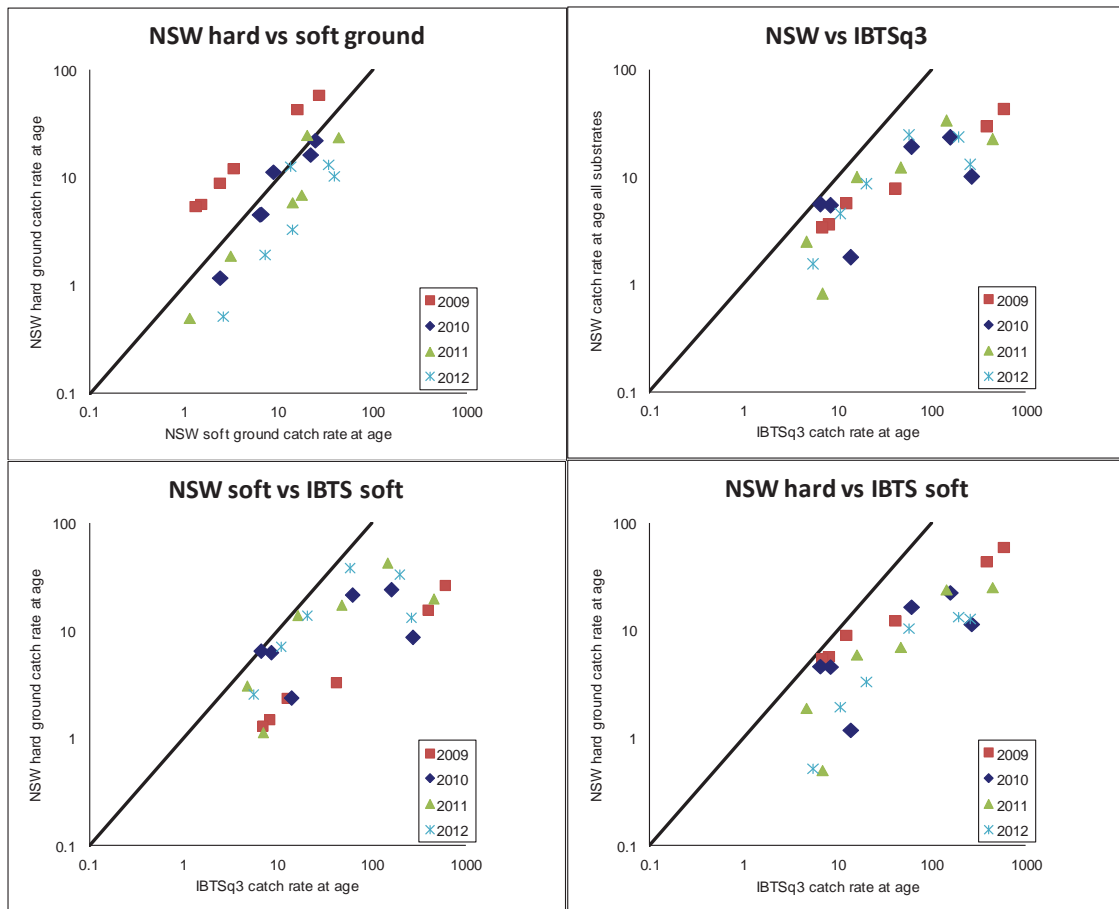 NSW hard vs soft ground
NSW hard ground catch rate at age
100
10
1
0.1
0.1 1 10 100 1000
NSW soft ground catch rate at age
2009
2010
2011
2012
NSW vs IBTSq3
NSW catch rate at age all substrates
100
10
1
0.1
0.1 1 10 100 1000
IBTSq3 catch rate at age
2009
2010
2011
2012
NSW soft vs IBTS soft
NSW hard ground catch rate at age
100
10
1
0.1
0.1 1 10 100 1000
IBTSq3 catch rate at age
2009
2010
2011
2012
NSW hard vs IBTS soft
NSW hard ground catch rate at age
100
10
1
0.1
0.1 1 10 100 1000
IBTSq3 catch rate at age
2009
2010
2011
2012